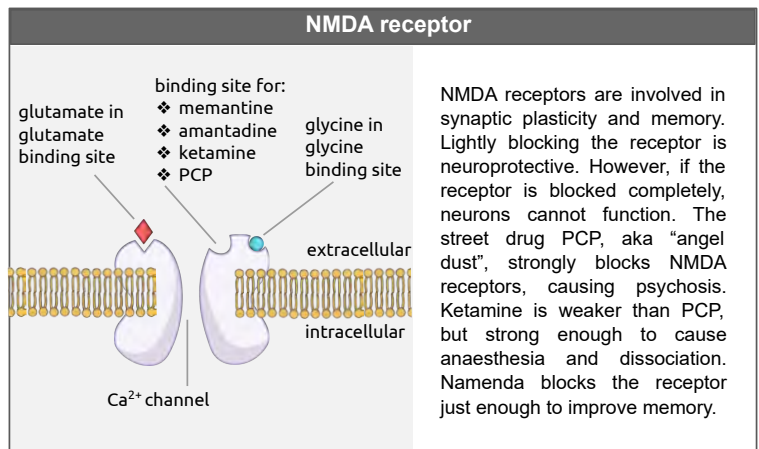 NMDA receptor
glutamate in
glutamate
binding site
binding site for:
❖ memantine
❖ amantadine
❖ ketamine
❖ PCP
glycine in
glycine
binding site
extracellular
intracellular
Ca²⁺ channel
NMDA receptors are involved in
synaptic plasticity and memory.
Lightly blocking the receptor is
neuroprotective. However, if the
receptor is blocked completely,
neurons cannot function. The
street drug PCP, aka “angel
dust”, strongly blocks NMDA
receptors, causing psychosis.
Ketamine is weaker than PCP,
but strong enough to cause
anaesthesia and dissociation.
Namenda blocks the receptor
just enough to improve memory.